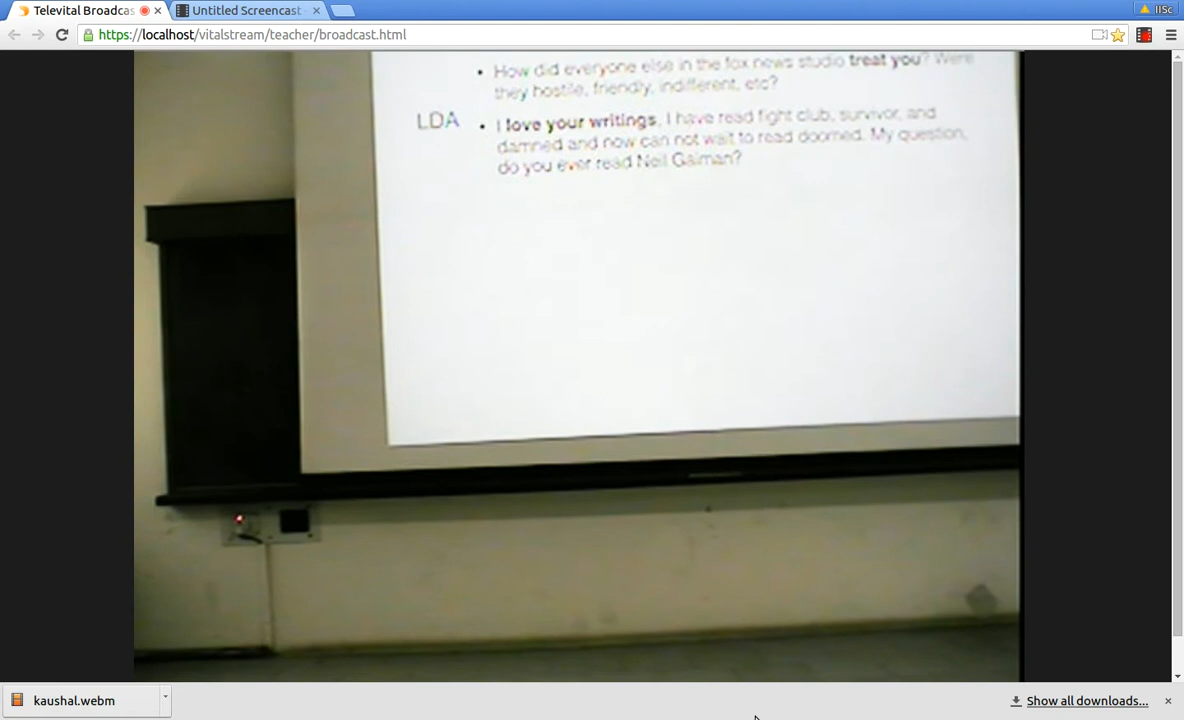 Televital Broadcas
Untitled Screencast
IISc
https://localhost/vitalstream/teacher/broadcast.html
• How did everyone else in the fox news studio treat you? Were
they hostile, friendly, indifferent, etc?
LDA
• I love your writings, I have read fight club, survivor, and
damned and now can not wait to read doomed. My question,
do you ever read Neil Gaiman?
kaushal.webm
Show all downloads...